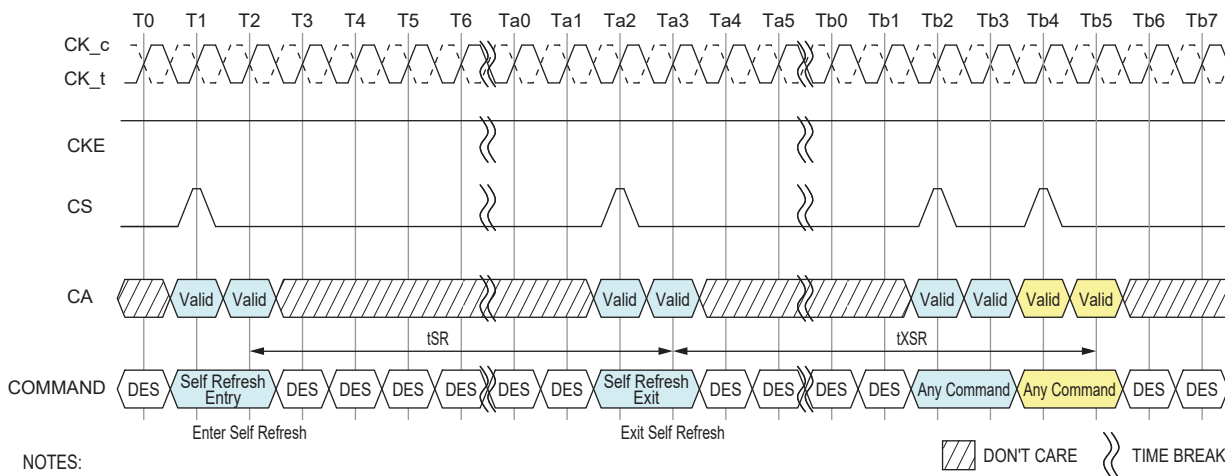 T0 T1 T2 T3 T4 T5 T6 Ta0 Ta1 Ta2 Ta3 Ta4 Ta5 Tb0 Tb1 Tb2 Tb3 Tb4 Tb5 Tb6 Tb7
CK_c
CK_t
CKE
CS
CA Valid Valid Valid Valid Valid Valid Valid Valid
tSR tXSR
COMMAND DES Self Refresh Entry DES DES DES DES DES DES Self Refresh Exit DES DES DES DES Any Command Any Command DES DES
Enter Self Refresh Exit Self Refresh
DON'T CARE TIME BREAK
NOTES: